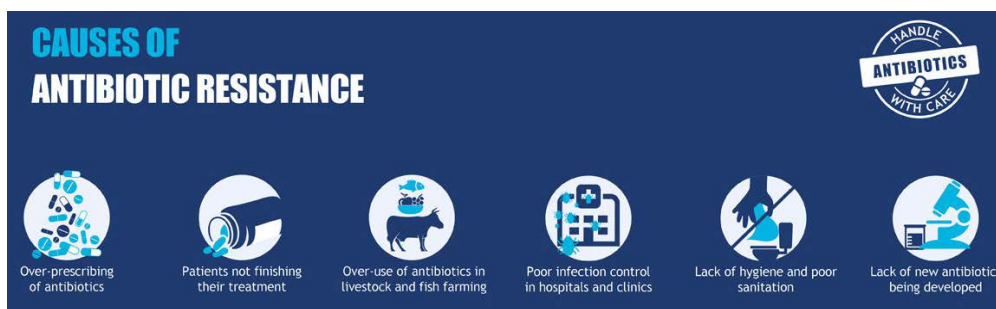 CAUSES OF
ANTIBIOTIC RESISTANCE
HANDLE
ANTIBIOTICS
WITH CARE
Over-prescribing
of antibiotics
Patients not finishing
their treatment
Over-use of antibiotics in
livestock and fish farming
Poor infection control
in hospitals and clinics
Lack of hygiene and poor
sanitation
Lack of new antibiotic
being developed